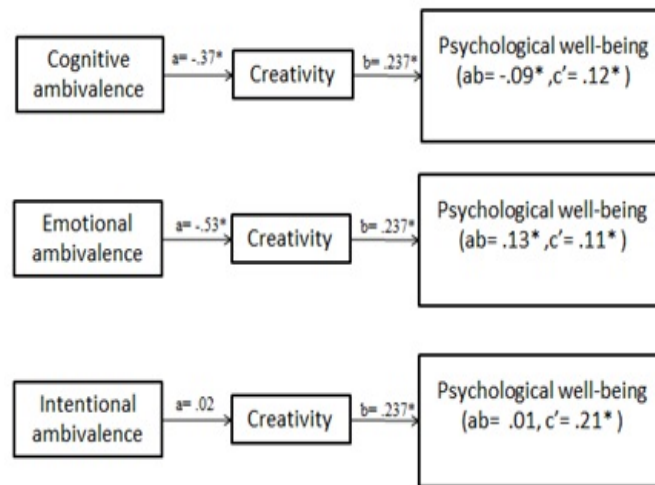 Cognitive
ambivalence
a= -.37*
Creativity
b= .237*
Psychological well-being
(ab= -.09* ,c’= .12* )
Emotional
ambivalence
a= -.53*
Creativity
b= .237*
Psychological well-being
(ab= .13* ,c’= .11* )
Intentional
ambivalence
a= .02
Creativity
b= .237*
Psychological well-being
(ab=  .01, c’= .21* )